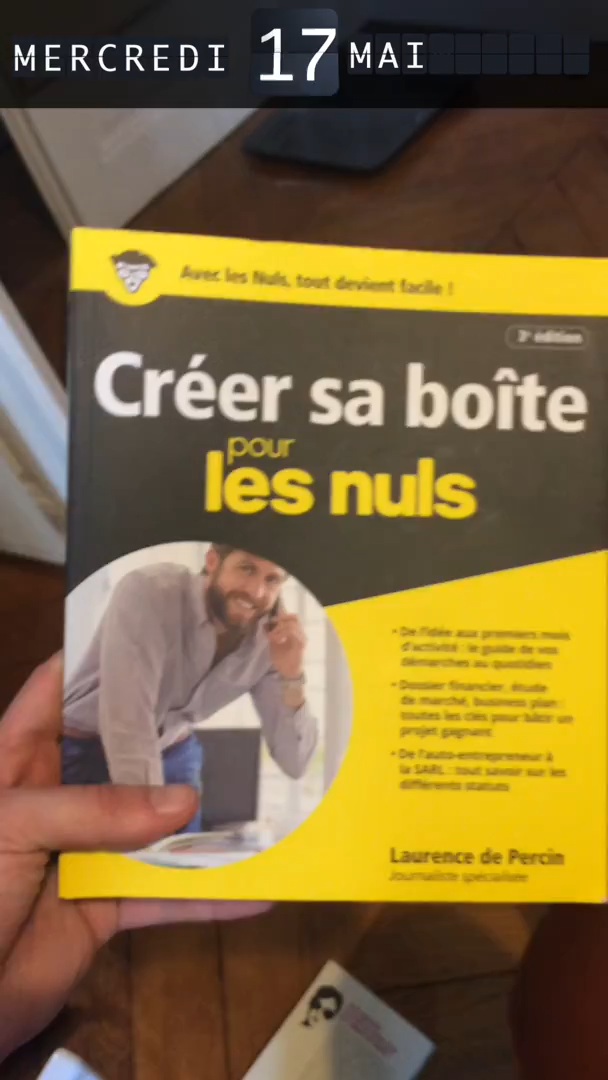 MERCREDI 17 MAI
Avec les Nuls, tout devient facile !
3e édition
Créer sa boîte
pour
les nuls
• De l'idée aux premiers mois
d'activité : le guide de vos
démarches au quotidien
• Dossier financier, étude
de marché, business plan :
toutes les clés pour bâtir un
projet gagnant
• De l'auto-entrepreneur à
la SARL : tout savoir sur les
différents statuts
Laurence de Percin
Journaliste spécialisée